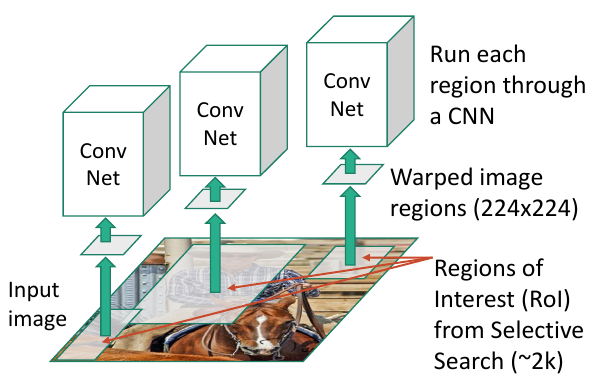 Run each
region through
a CNN
Conv
Net
Conv
Net
Conv
Net
Warped image
regions (224x224)
Input
image
Regions of
Interest (RoI)
from Selective
Search (~2k)